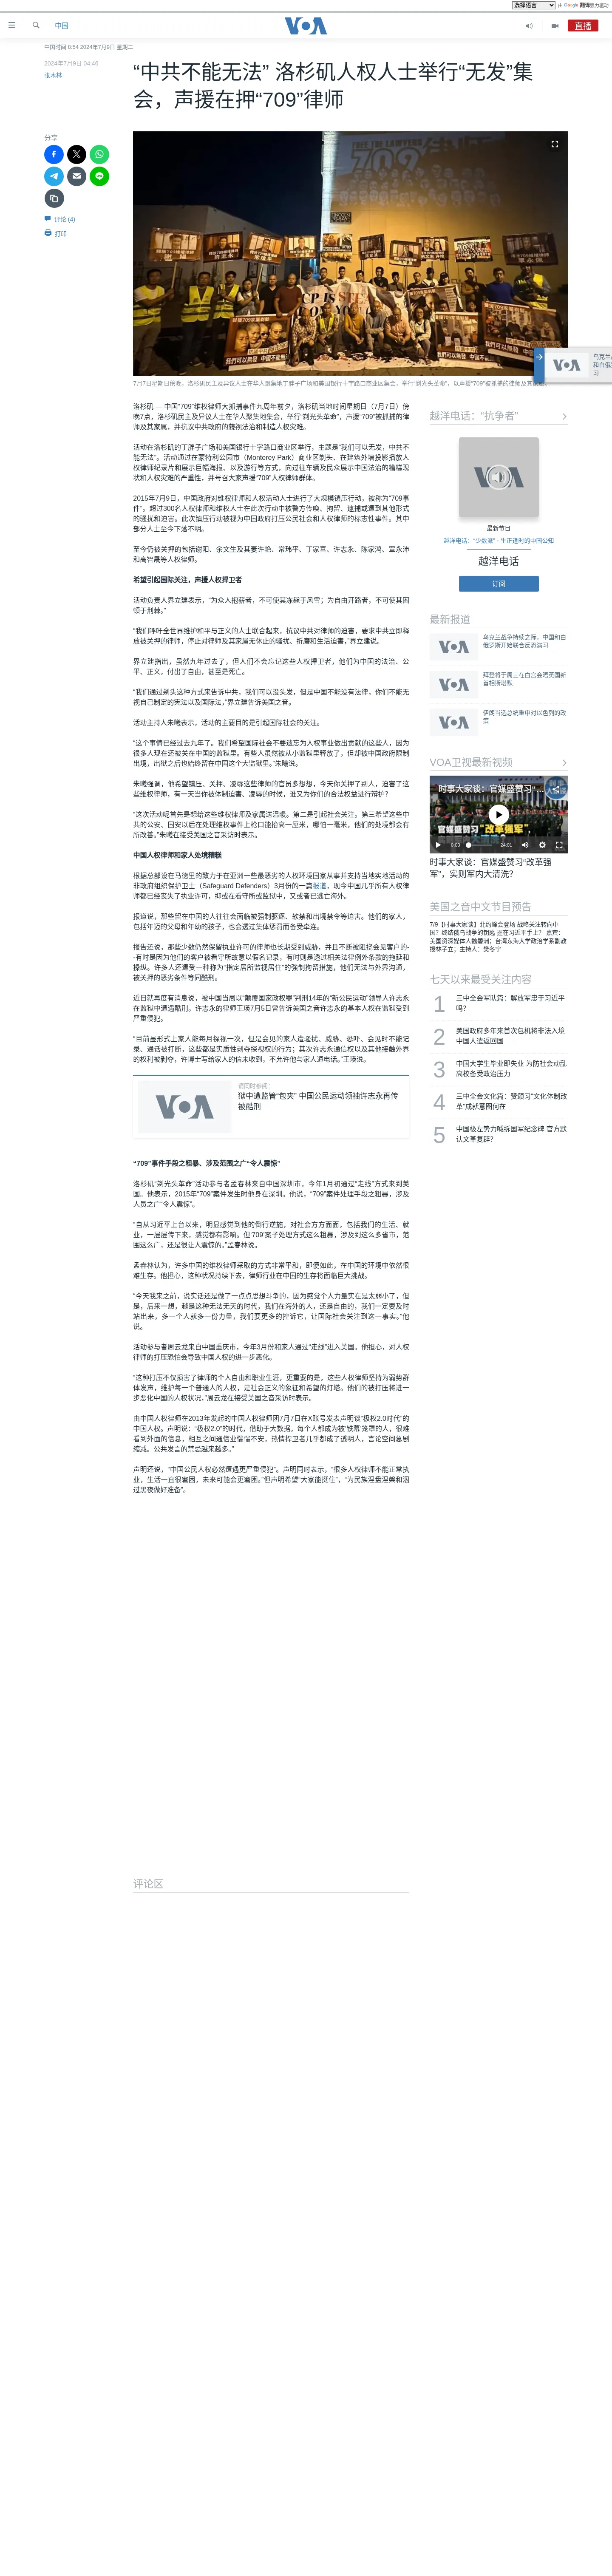 选择语言
由 Google 翻译强力驱动
中国
VOA
直播
中国时间 9:54 2024年7月9日 星期二
2024年7月9日 04:46
张木林
“中共不能无法” 洛杉矶人权人士举行“无发”集
会，声援在押“709”律师
分享
评论 (4)
打印
7月7日星期日傍晚，洛杉矶民主及异议人士在华人聚集地丁胖子广场和美国银行十字路口商业区集会，举行“剃光头革命”，以声援“709”被抓捕的律师及其家属。
洛杉矶 — 中国“709”维权律师大抓捕事件九周年前夕，洛杉矶当地时间星期日（7月7日）傍
晚7点，洛杉矶民主及异议人士在华人聚集地集会，举行“剃光头革命”，声援“709”被抓捕的律
师及其家属，并抗议中共政府的藐视法治和制造人权灾难。
活动在洛杉矶的丁胖子广场和美国银行十字路口商业区举行，主题是“我们可以无发，中共不
能无法”。活动通过在蒙特利公园市（Monterey Park）商业区剃头、在建筑外墙投影播放人
权律师纪录片和展示巨幅海报、以及游行等方式，向过往车辆及民众展示中国法治的糟糕现
状和人权灾难的严重性，并号召大家声援“709”人权律师群体。
2015年7月9日，中国政府对维权律师和人权活动人士进行了大规模镇压行动，被称为“709事
件”。超过300名人权律师和维权人士在此次行动中被警方传唤、拘留、逮捕或遭到其他形式
的骚扰和迫害。此次镇压行动被视为中国政府打压公民社会和人权律师的标志性事件。其中
部分人士至今下落不明。
至今仍被关押的包括谢阳、余文生及其妻许艳、常玮平、丁家喜、许志永、陈家鸿、覃永沛
和高智晟等人权律师。
希望引起国际关注，声援人权捍卫者
活动负责人界立建表示，“为众人抱薪者，不可使其冻毙于风雪；为自由开路者，不可使其困
顿于荆棘。”
“我们呼吁全世界维护和平与正义的人士联合起来，抗议中共对律师的迫害，要求中共立即释
放被关押的律师，停止对律师及其家属无休止的骚扰、折磨和生活迫害，”界立建说。
界立建指出，虽然九年过去了，但人们不会忘记这些人权捍卫者，他们为中国的法治、公
平、正义，付出了自由，甚至是死亡。
“我们通过剃头这种方式来告诉中共，我们可以没头发，但是中国不能没有法律，你们不能无
视自己制定的宪法以及国际法，”界立建告诉美国之音。
活动主持人朱曦表示，活动的主要目的是引起国际社会的关注。
“这个事情已经过去九年了。我们希望国际社会不要遗忘为人权事业做出贡献的这些人，因为
很多人现在还被关在中国的监狱里。有些人虽然被从小监狱里释放了出来，却被中国政府限制
出境，出狱之后也始终留在中国这个大监狱里。”朱曦说。
朱曦强调，他希望镇压、关押、凌辱这些律师的官员多想想，今天你关押了别人，迫害了这
些维权律师，有一天当你被体制迫害、凌辱的时候，谁又为你们的合法权益进行辩护？
“这次活动呢首先是想给这些维权律师及家属送温暖。第二是引起社会关注。第三希望这些中
共的公安、国安以后在处理维权事件上枪口能抬高一厘米，哪怕一毫米，他们的处境都会有
所改善，”朱曦在接受美国之音采访时表示。
中国人权律师和家人处境糟糕
根据总部设在马德里的致力于在亚洲一些最恶劣的人权环境国家从事并支持当地实地活动的
非政府组织保护卫士（Safeguard Defenders）3月份的一篇报道，现今中国几乎所有人权律
师都已经丧失了执业许可，抑或在看守所或监狱中，又或者已逃亡海外。
报道说，那些留在中国的人往往会面临被强制驱逐、软禁和出境禁令等迫害。他们的家人，
包括年迈的父母和年幼的孩子，也会透过集体惩罚而备受牵连。
报告还说，那些少数仍然保留执业许可的律师也长期受到威胁，并且不断被阻挠会见客户的-
-有时是因为他们的客户被看守所故意以假名记录，有时则是透过相关法律例外条款的拖延和
操纵。许多人还遭受一种称为“指定居所监视居住”的强制拘留措施，他们无法与外界沟通，
被关押的恶劣条件等同酷刑。
近日就再度有消息说，被中国当局以“颠覆国家政权罪”判刑14年的“新公民运动”领导人许志永
在监狱中遭遇酷刑。许志永的律师王瑛7月5日曾告诉美国之音许志永的基本人权在监狱受到
严重侵犯。
“目前虽形式上家人能每月探视一次，但是会见的家人遭骚扰、威胁、恐吓、会见时不能记
录、通话被打断，这些都是实质性剥夺探视权的行为；其次许志永通信权以及其他接触外界
的权利被剥夺，许博士写给家人的信未收到，不允许他与家人通电话。”王瑛说。
VOA
请同时参阅:
狱中遭监管“包夹” 中国公民运动领袖许志永再传
被酷刑
“709”事件手段之粗暴、涉及范围之广“令人震惊”
洛杉矶“剃光头革命”活动参与者孟春林来自中国深圳市，今年1月初通过“走线”方式来到美
国。他表示，2015年“709”案件发生时他身在深圳。他说，“709”案件处理手段之粗暴，涉及
人员之广“令人震惊”。
“自从习近平上台以来，明显感觉到他的倒行逆施，对社会方方面面，包括我们的生活、就
业，一层层传下来，感觉都有影响。但‘709’案子处理方式这么粗暴，涉及到这么多省市，范
围这么广，还是很让人震惊的。”孟春林说。
孟春林认为，许多中国的维权律师采取的方式非常平和，即便如此，在中国的环境中依然很
难生存。他担心，这种状况持续下去，律师行业在中国的生存将面临巨大挑战。
“今天我来之前，说实话还是做了一点点思想斗争的，因为感觉个人力量实在是太弱小了，但
是，后来一想，越是这种无法无天的时代，我们在海外的人，还是自由的，我们一定要及时
站出来，多一个人就多一份力量，我们要更多的控诉它，让国际社会关注到这一事实。”他
说。
活动参与者周云龙来自中国重庆市，今年3月份和家人通过“走线”进入美国。他担心，对人权
律师的打压恐怕会导致中国人权的进一步恶化。
“这种打压不仅损害了律师的个人自由和职业生涯，更重要的是，这些人权律师坚持为弱势群
体发声，维护每一个普通人的人权，是社会正义的象征和希望的灯塔。他们的被打压将进一
步恶化中国的人权状况，”周云龙在接受美国之音采访时表示。
由中国人权律师在2013年发起的中国人权律师团7月7日在X账号发表声明谈“极权2.0时代”的
中国人权。声明说：“极权2.0”的时代，借助于大数据，每个人都成为被‘铁幕’笼罩的人，很难
看到外面的信息，相互之间通信业惴惴不安，热情捍卫者几乎都成了透明人，言论空间急剧
缩减。公共发言的禁忌越来越多。”
声明还说，“中国公民人权必然遭遇更严重侵犯”。声明同时表示，“很多人权律师不能正常执
业，生活一直很窘困，未来可能会更窘困。”但声明希望“大家能挺住”，“为民族涅盘涅槃和泅
过黑夜做好准备”。
评论区
越洋电话：“抗争者”
最新节目
越洋电话：“少数派” - 生正逢时的中国公知
越洋电话
订阅
最新报道
VOA
乌克兰战争持续之际，中国和白
俄罗斯开始联合反恐演习
VOA
拜登将于周三在白宫会晤英国新
首相斯塔默
VOA
伊朗当选总统重申对以色列的政
策
VOA卫视最新视频
时事大家谈：官媒盛赞习“...
官媒盛赞习“改革强军”
0:00
24:01
时事大家谈：官媒盛赞习“改革强
军”，实则军内大清洗？
美国之音中文节目预告
7/9【时事大家谈】北约峰会登场 战略关注转向中
国？终结俄乌战争的钥匙 握在习近平手上？ 嘉宾：
美国资深媒体人魏碧洲；台湾东海大学政治学系副教
授林子立；主持人：樊冬宁
七天以来最受关注内容
1
三中全会军队篇：解放军忠于习近平
吗？
2
美国政府多年来首次包机将非法入境
中国人遣返回国
3
中国大学生毕业即失业 为防社会动乱
高校备受政治压力
4
三中全会文化篇：赞颂习“文化体制改
革”成就意图何在
5
中国极左势力喊拆国军纪念碑 官方默
认文革复辟？